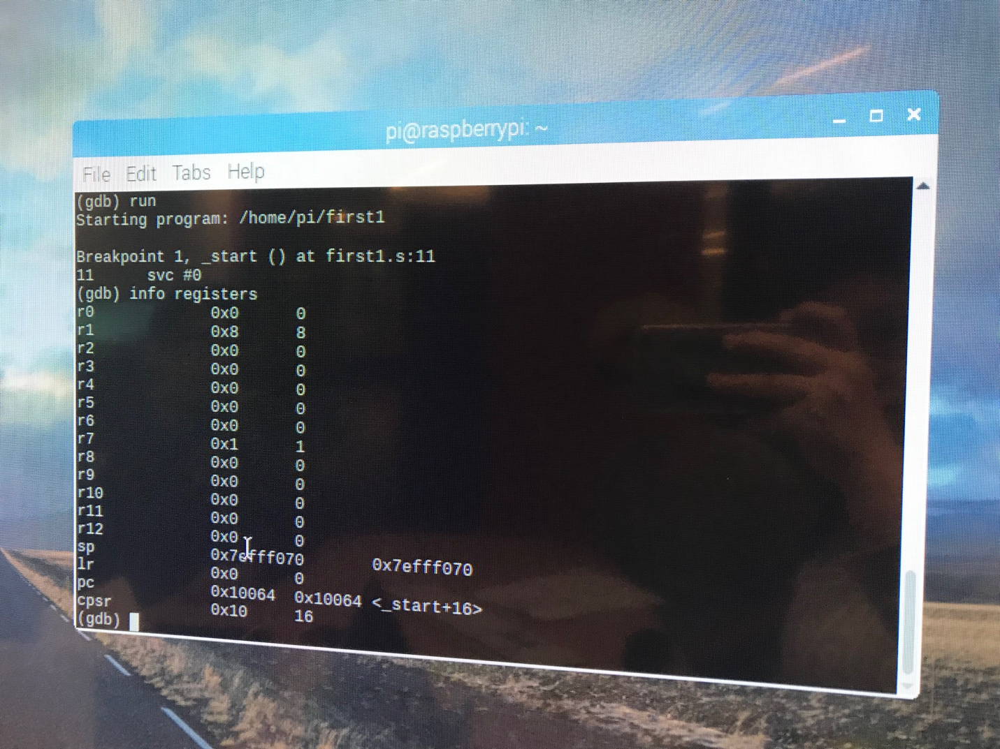 pi@raspberrypi: ~
File Edit Tabs Help
(gdb) run
Starting program: /home/pi/first1
Breakpoint 1, _start () at first1.s:11
11 svc #0
(gdb) info registers
r0 0x0 0
r1 0x8 8
r2 0x0 0
r3 0x0 0
r4 0x0 0
r5 0x0 0
r6 0x0 0
r7 0x1 1
r8 0x0 0
r9 0x0 0
r10 0x0 0
r11 0x0 0
r12 0x0 0
sp 0x7efff070 0x7efff070
lr 0x0 0
pc 0x10064 0x10064 <_start+16>
cpsr 0x10 16
(gdb)